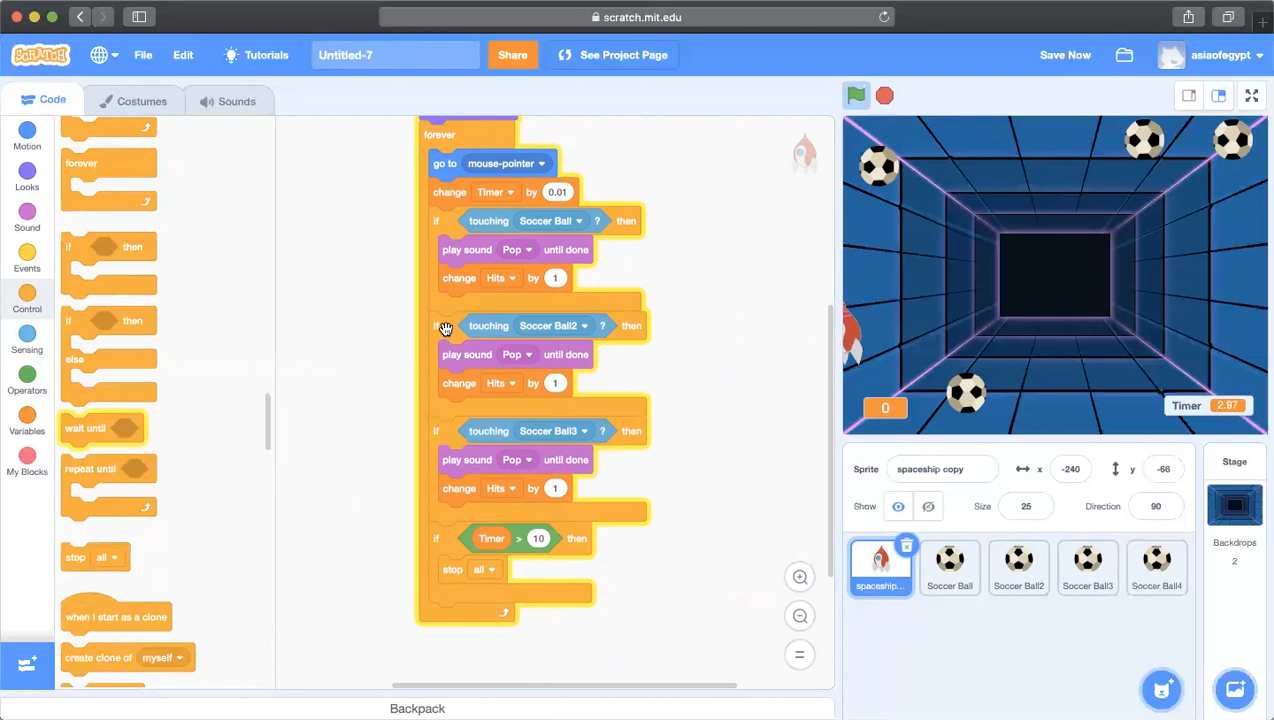 scratch.mit.edu
SCRATCH File Edit Tutorials Untitled-7 Share See Project Page Save Now asiaofegypt
Code Costumes Sounds
Motion
Looks
Sound
Events
Control
Sensing
Operators
Variables
My Blocks
forever
if then
if then
else
wait until
repeat until
stop all
when I start as a clone
create clone of myself
forever
go to mouse-pointer
change Timer by 0.01
if touching Soccer Ball ? then
play sound Pop until done
change Hits by 1
if touching Soccer Ball2 ? then
play sound Pop until done
change Hits by 1
if touching Soccer Ball3 ? then
play sound Pop until done
change Hits by 1
if Timer > 10 then
stop all
0
Timer 2.97
Sprite spaceship copy x -240 y -66
Show Size 25 Direction 90
spaceship...
Soccer Ball
Soccer Ball2
Soccer Ball3
Soccer Ball4
Stage
Backdrops
2
Backpack